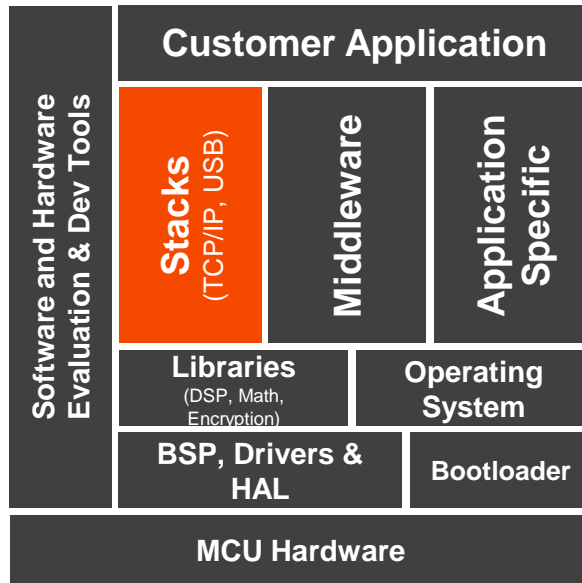 Customer Application
Software and Hardware
Evaluation & Dev Tools
Stacks
(TCP/IP, USB)
Middleware
Application
Specific
Libraries
(DSP, Math,
Encryption)
Operating
System
BSP, Drivers &
HAL
Bootloader
MCU Hardware